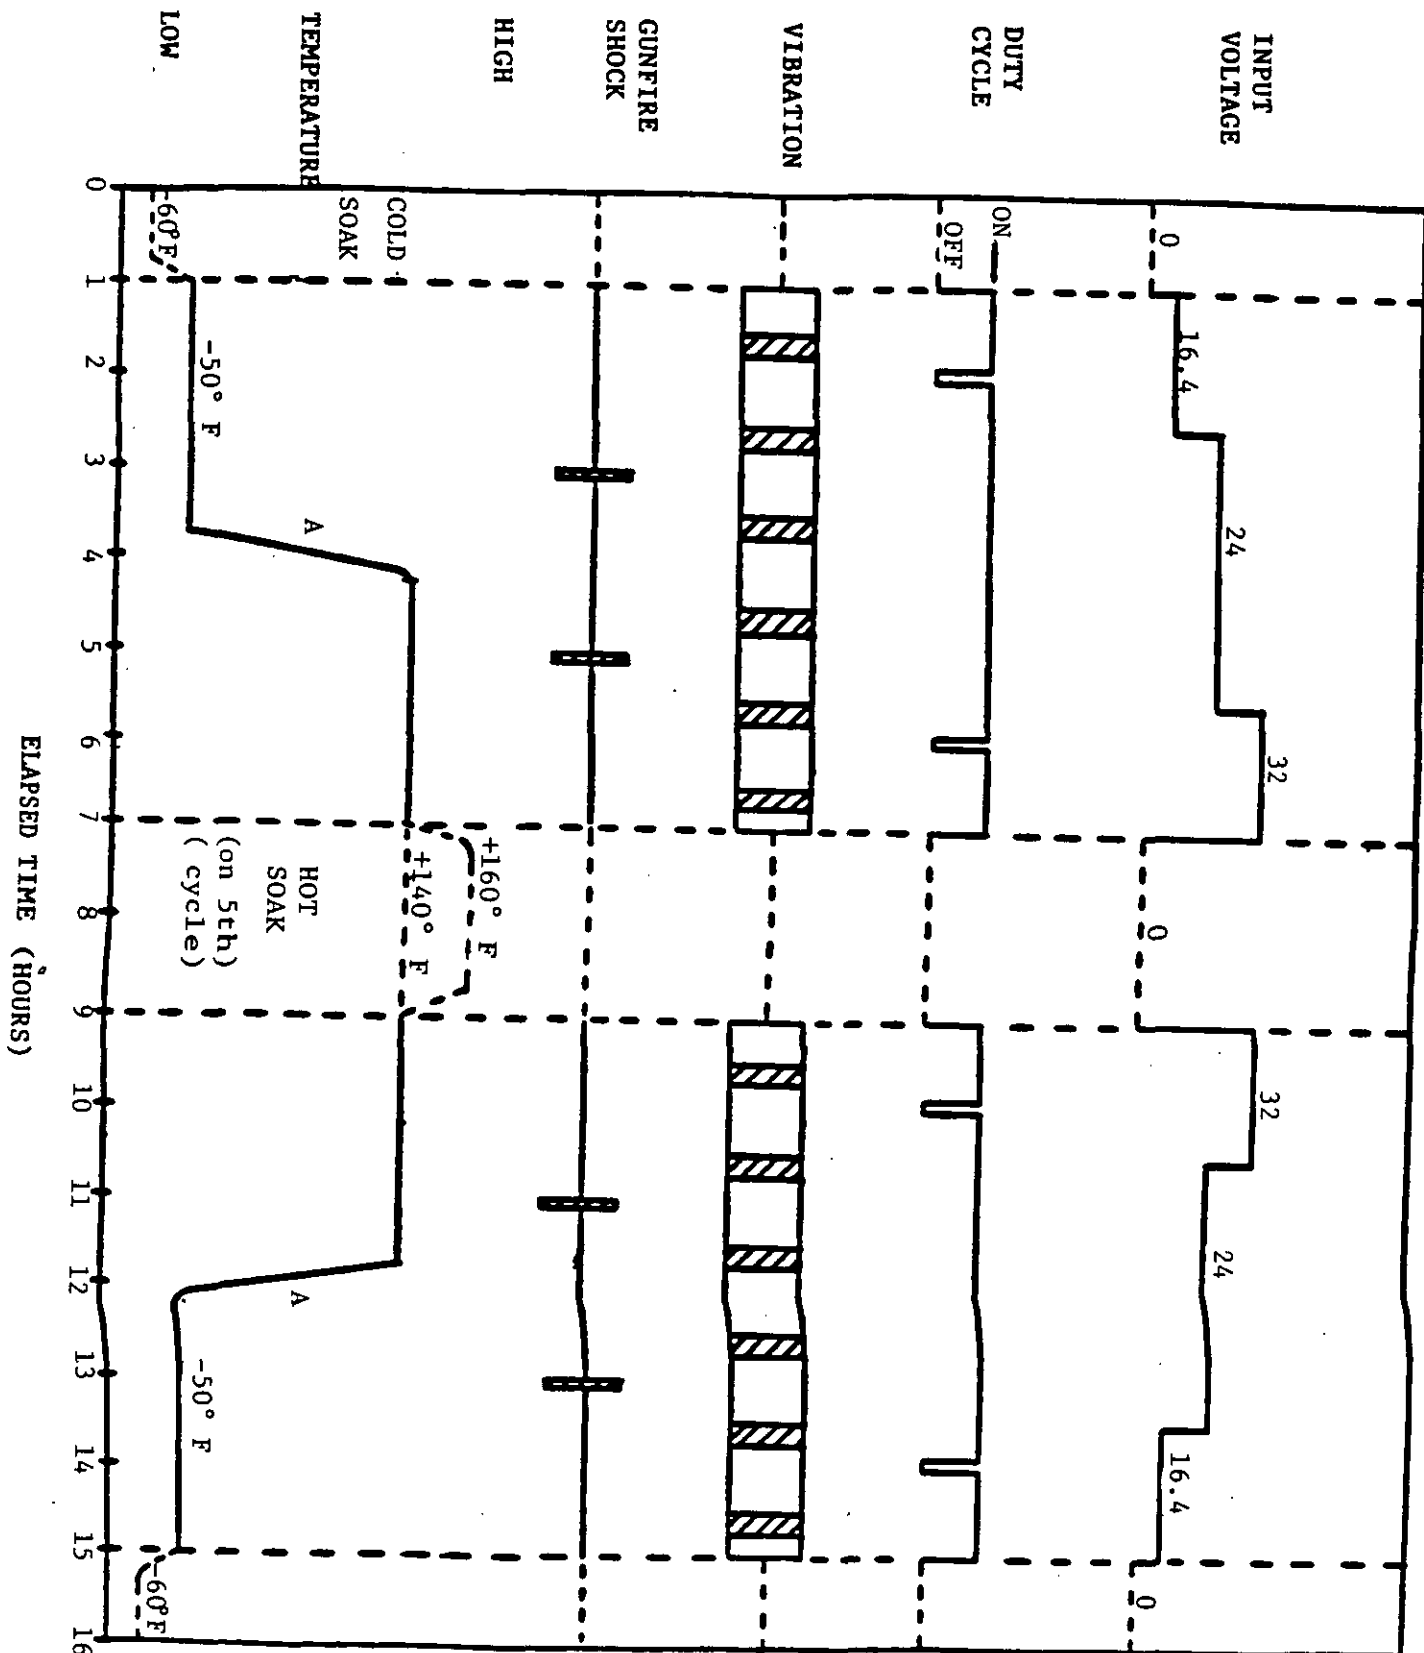 INPUT
VOLTAGE
0
16.4
24
32
0
32
24
16.4
0
DUTY
CYCLE
ON
OFF
VIBRATION
GUNFIRE
SHOCK
HIGH
TEMPERATURE
LOW
COLD
SOAK
-60°F
-50° F
A
+160° F
+140° F
HOT
SOAK
(on 5th)
( cycle)
A
-50° F
-60°F
0 1 2 3 4 5 6 7 8 9 10 11 12 13 14 15 16
ELAPSED TIME (HOURS)